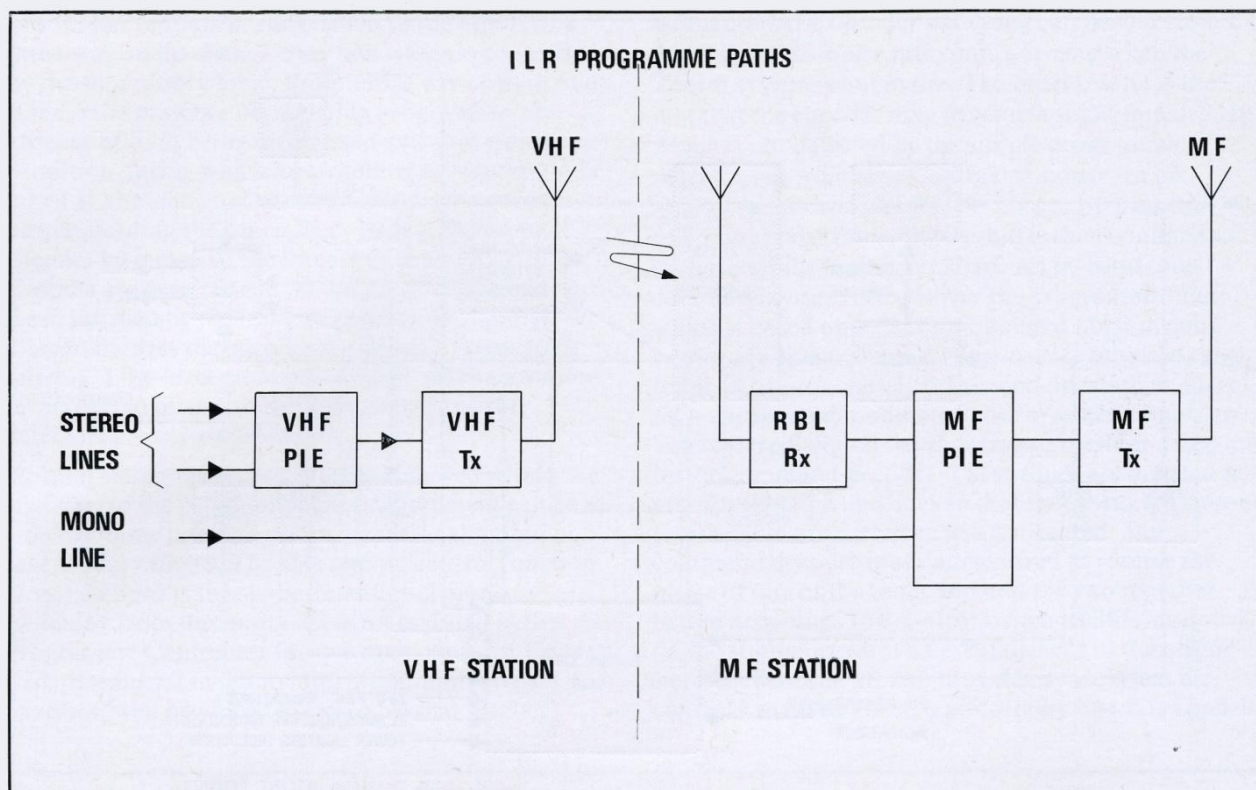 ILR PROGRAMME PATHS
VHF
MF
STEREO
LINES
VHF
PIE
VHF
Tx
RBL
Rx
MF
PIE
MF
Tx
MONO
LINE
VHF STATION
MF STATION